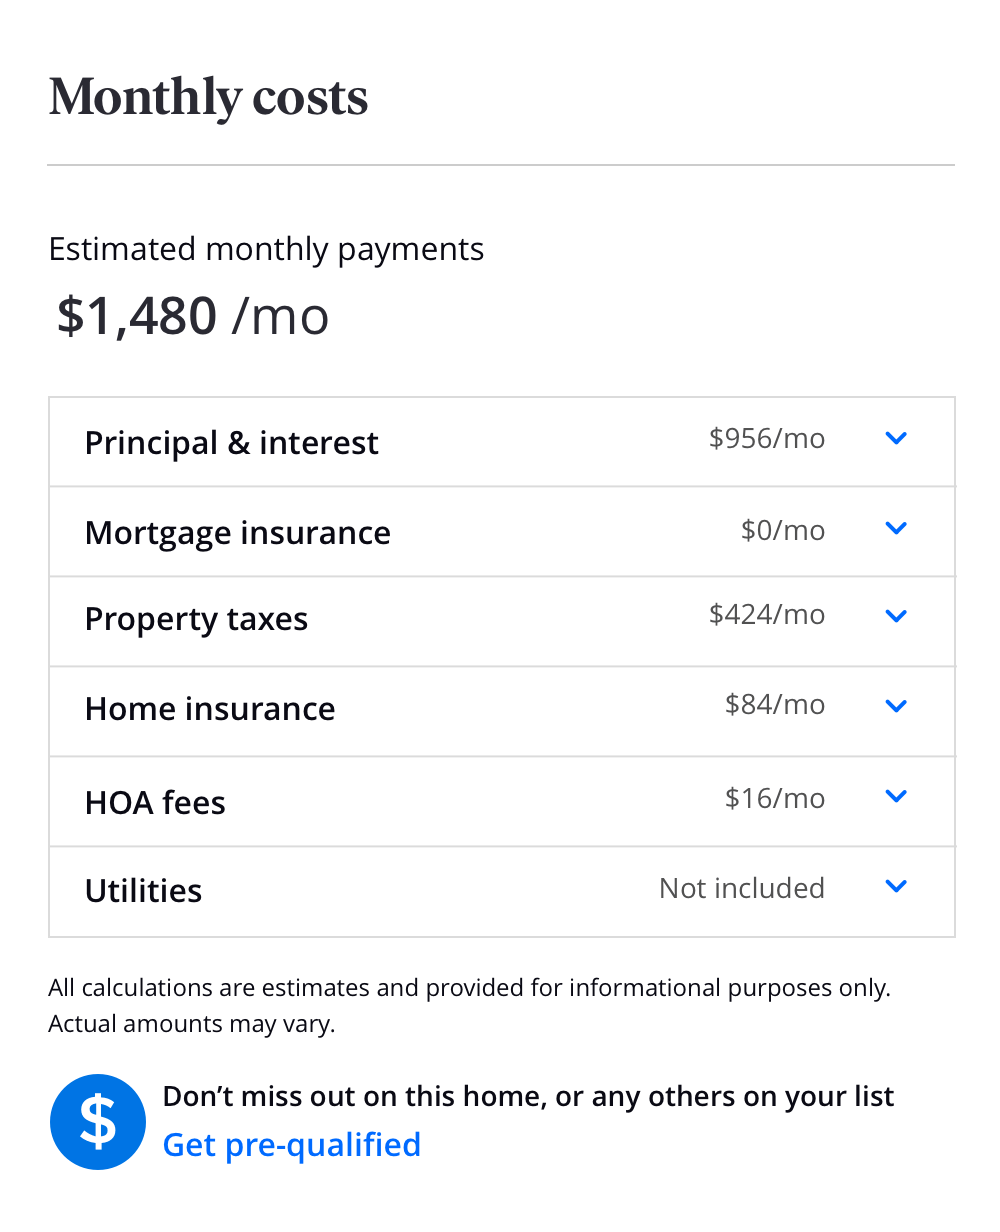 Monthly costs
Estimated monthly payments
$1,480 /mo
Principal & interest $956/mo
Mortgage insurance $0/mo
Property taxes $424/mo
Home insurance $84/mo
HOA fees $16/mo
Utilities Not included
All calculations are estimates and provided for informational purposes only.
Actual amounts may vary.
$
Don’t miss out on this home, or any others on your list
Get pre-qualified